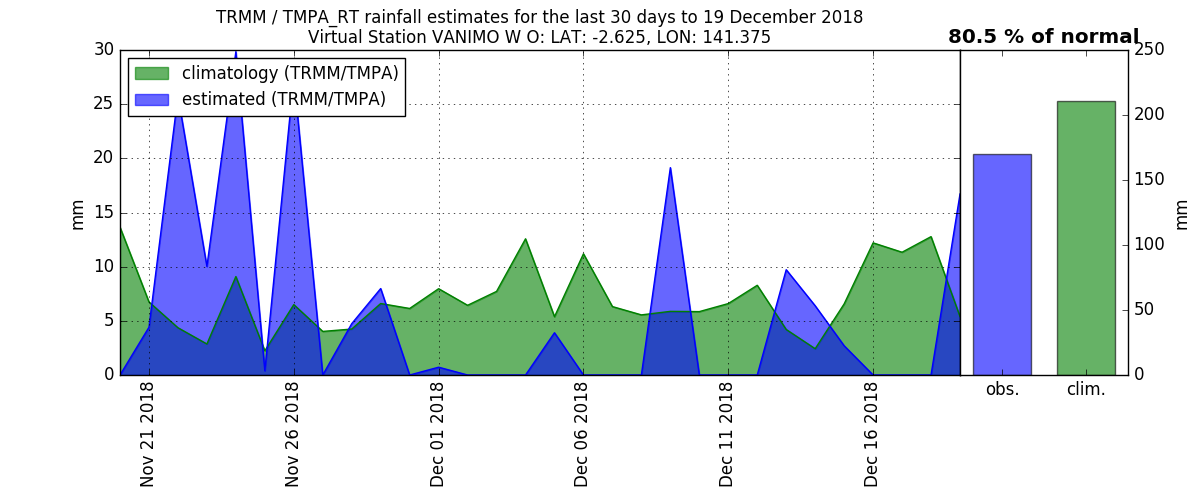 TRMM / TMPA_RT rainfall estimates for the last 30 days to 19 December 2018
Virtual Station VANIMO W O: LAT: -2.625, LON: 141.375
80.5 % of normal
climatology (TRMM/TMPA)
estimated (TRMM/TMPA)
30
25
20
15
10
5
0
mm
Nov 21 2018
Nov 26 2018
Dec 01 2018
Dec 06 2018
Dec 11 2018
Dec 16 2018
obs.
clim.
250
200
150
100
50
0
mm